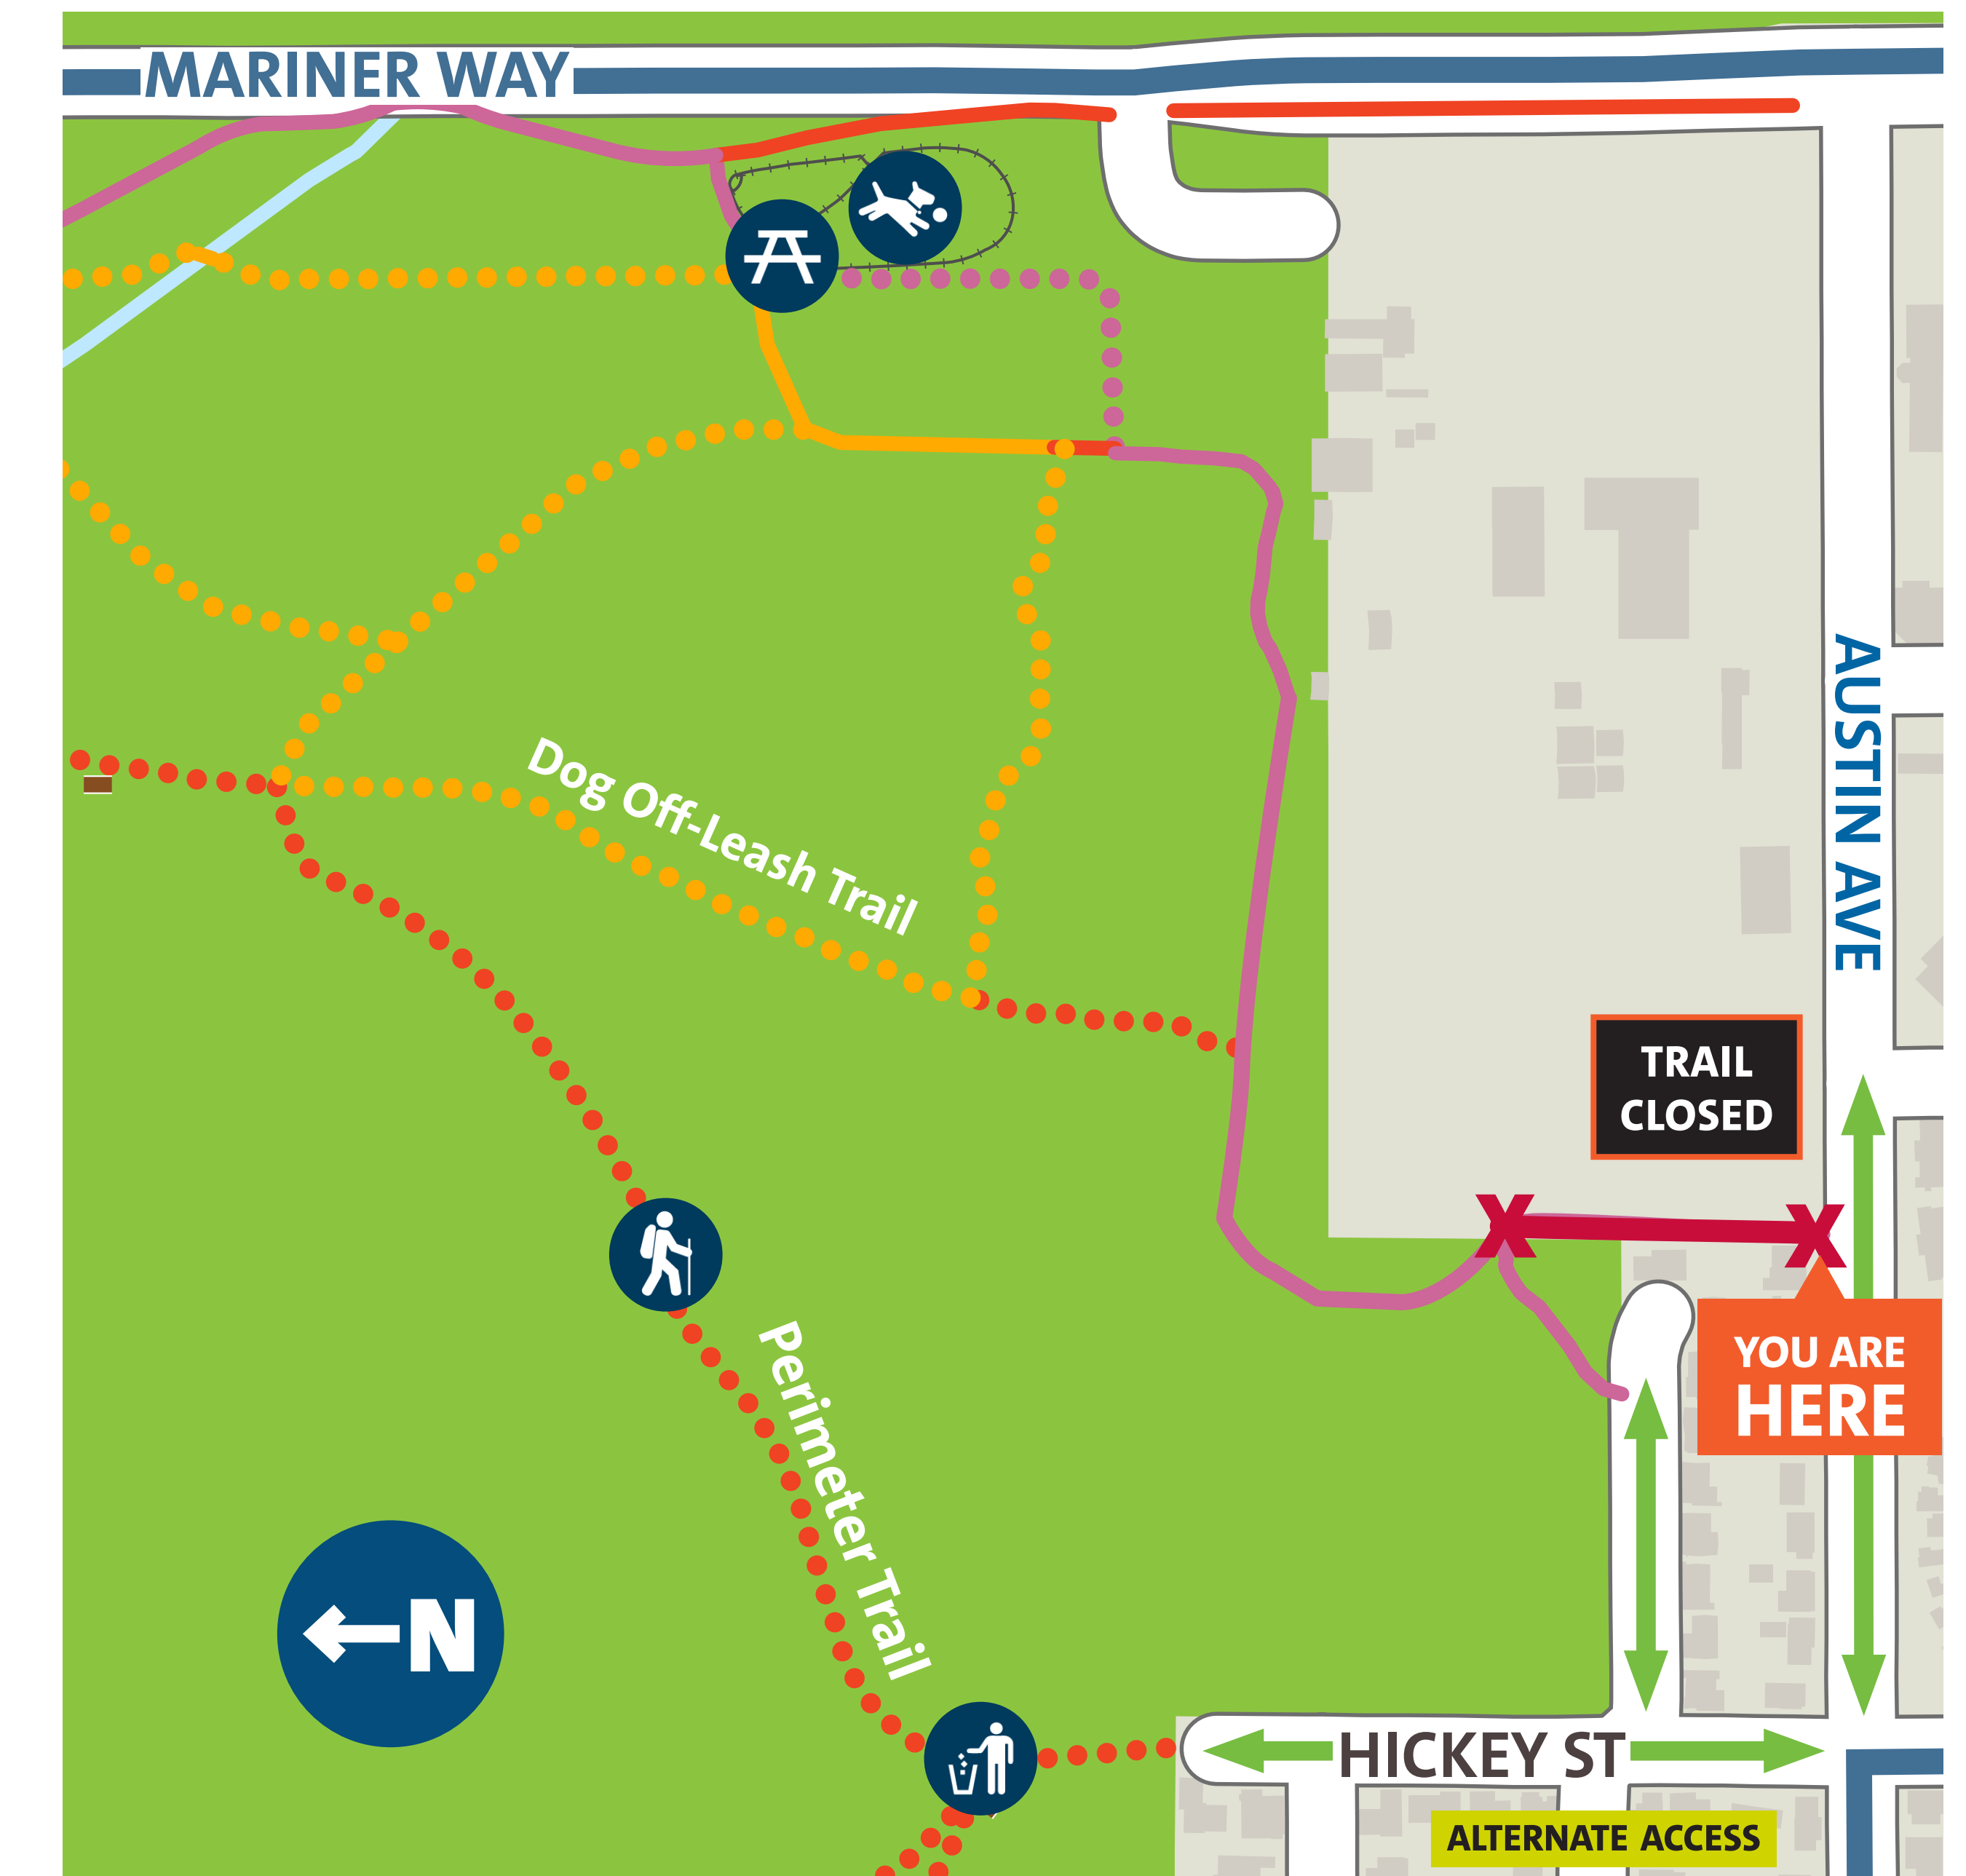 MARINER WAY
AUSTIN AVE
Dog Off-Leash Trail
TRAIL
CLOSED
YOU ARE
HERE
Perimeter Trail
N
HICKEY ST
ALTERNATE ACCESS